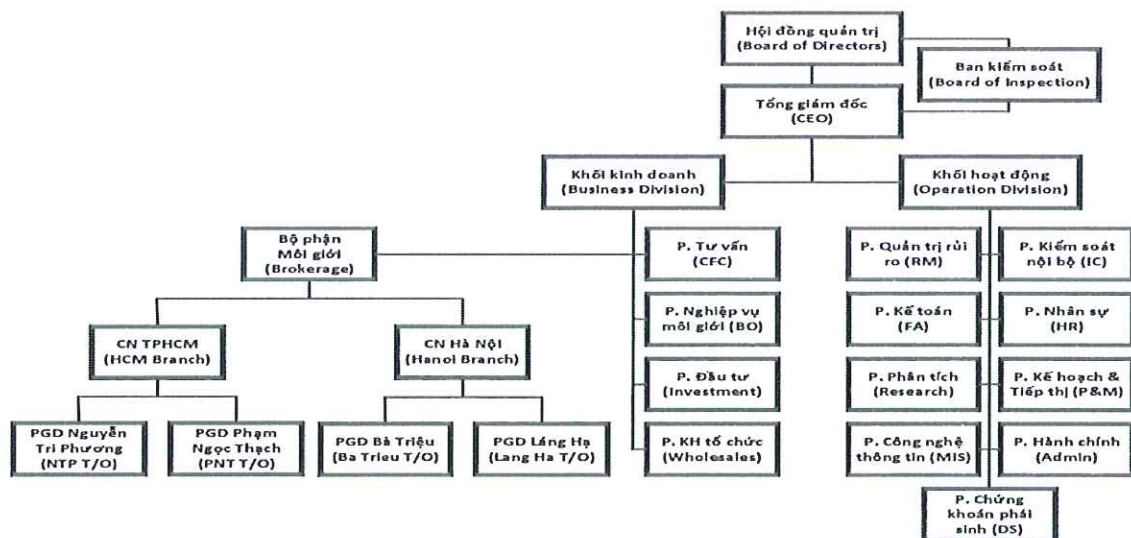 Hội đồng quản trị
(Board of Directors)
Ban kiểm soát
(Board of Inspection)
Tổng giám đốc
(CEO)
Khối kinh doanh
(Business Division)
Khối hoạt động
(Operation Division)
Bộ phận
Môi giới
(Brokerage)
P. Tư vấn
(CFC)
P. Quản trị rủi
ro (RM)
P. Kiểm soát
nội bộ (IC)
CN TPHCM
(HCM Branch)
CN Hà Nội
(Hanoi Branch)
P. Nghiệp vụ
môi giới (BO)
P. Kế toán
(FA)
P. Nhân sự
(HR)
P. Đầu tư
(Investment)
P. Phân tích
(Research)
P. Kế hoạch &
Tiếp thị (P&M)
PGD Nguyễn
Tri Phương
(NTP T/O)
PGD Phạm
Ngọc Thạch
(PNT T/O)
PGD Bà Triệu
(Ba Trieu T/O)
PGD Láng Hạ
(Lang Ha T/O)
P. KH tổ chức
(Wholesales)
P. Công nghệ
thông tin (MIS)
P. Hành chính
(Admin)
P. Chứng
khoán phái
sinh (DS)